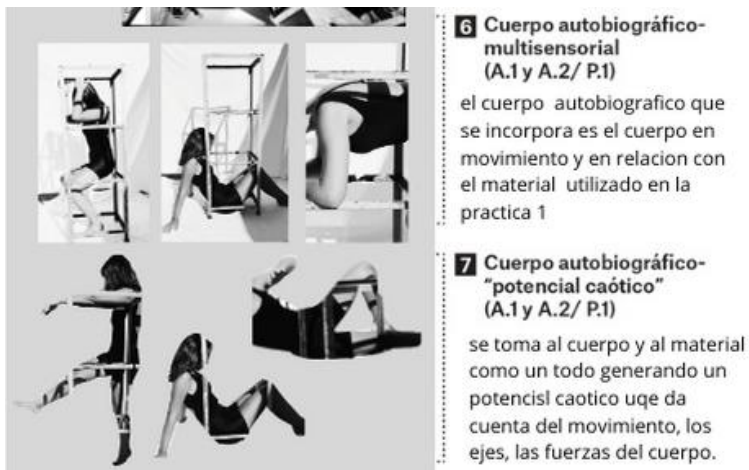 6 Cuerpo autobiográfico-
multisensorial
(A.1 y A.2/ P.1)
el cuerpo autobiografico que
se incorpora es el cuerpo en
movimiento y en relacion con
el material utilizado en la
practica 1
7 Cuerpo autobiográfico-
“potencial caótico”
(A.1 y A.2/ P.1)
se toma al cuerpo y al material
como un todo generando un
potencisl caotico uqe da
cuenta del movimiento, los
ejes, las fuerzas del cuerpo.